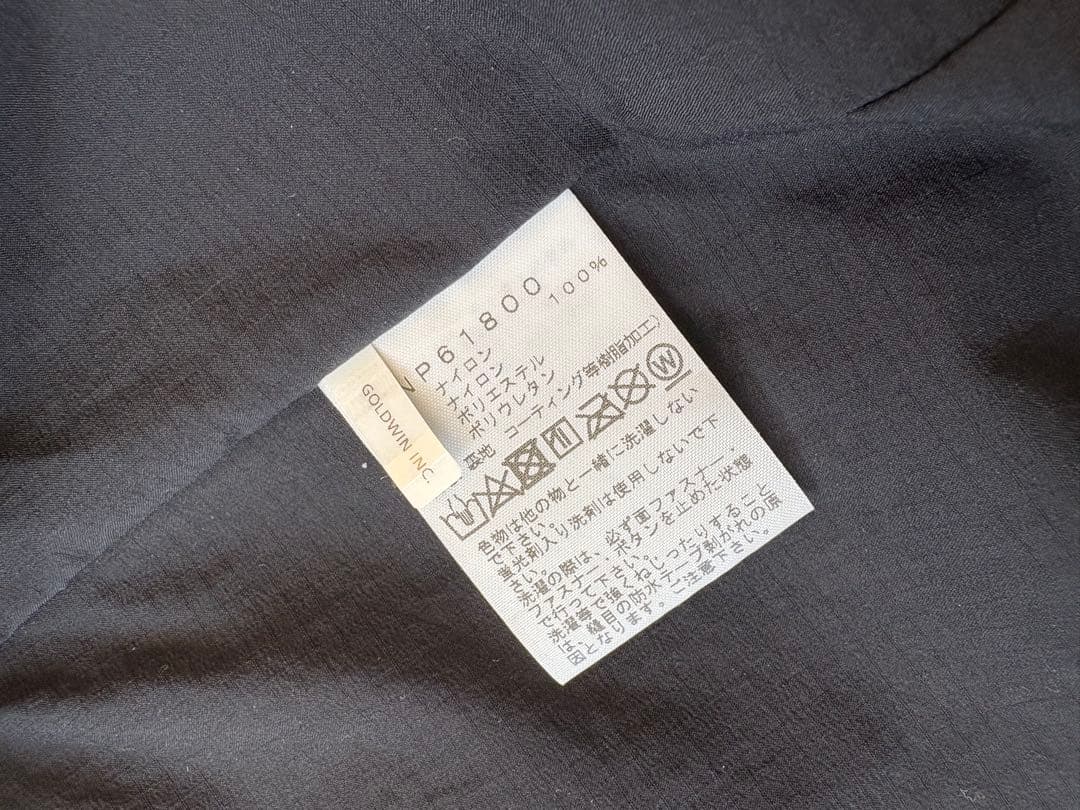 P61800
ナイロン 100%
ナイロン
ポリエステル
ポリウレタン
裏地 コーティング等樹脂加工)
W
GOLDWIN INC.
色物は他の物と一緒に洗濯しない
で下さい。
蛍光剤入り洗剤は使用しないで下
さい。
洗濯の際は、必ず面ファスナー、
ファスナー、ボタンを止めた状態
で行って下さい。
洗濯等で強くねじったりすること
は、縫目の防水テープ剥がれの原
因となります。ご注意下さい。